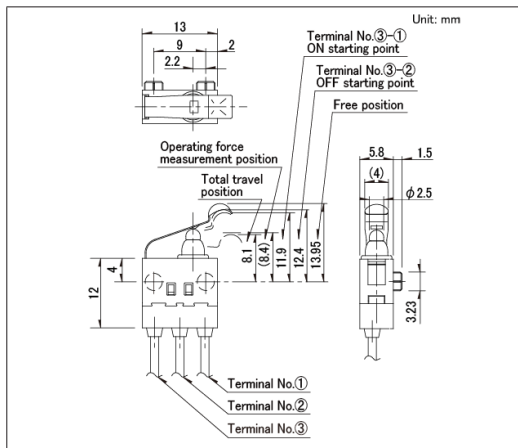 Unit: mm
13
9
2
2.2
Terminal No.③-①
ON starting point
Terminal No.③-②
OFF starting point
Free position
Operating force
measurement position
Total travel
position
5.8
1.5
(4)
φ2.5
8.1
(8.4)
11.9
12.4
13.95
4
12
3.23
Terminal No.①
Terminal No.②
Terminal No.③